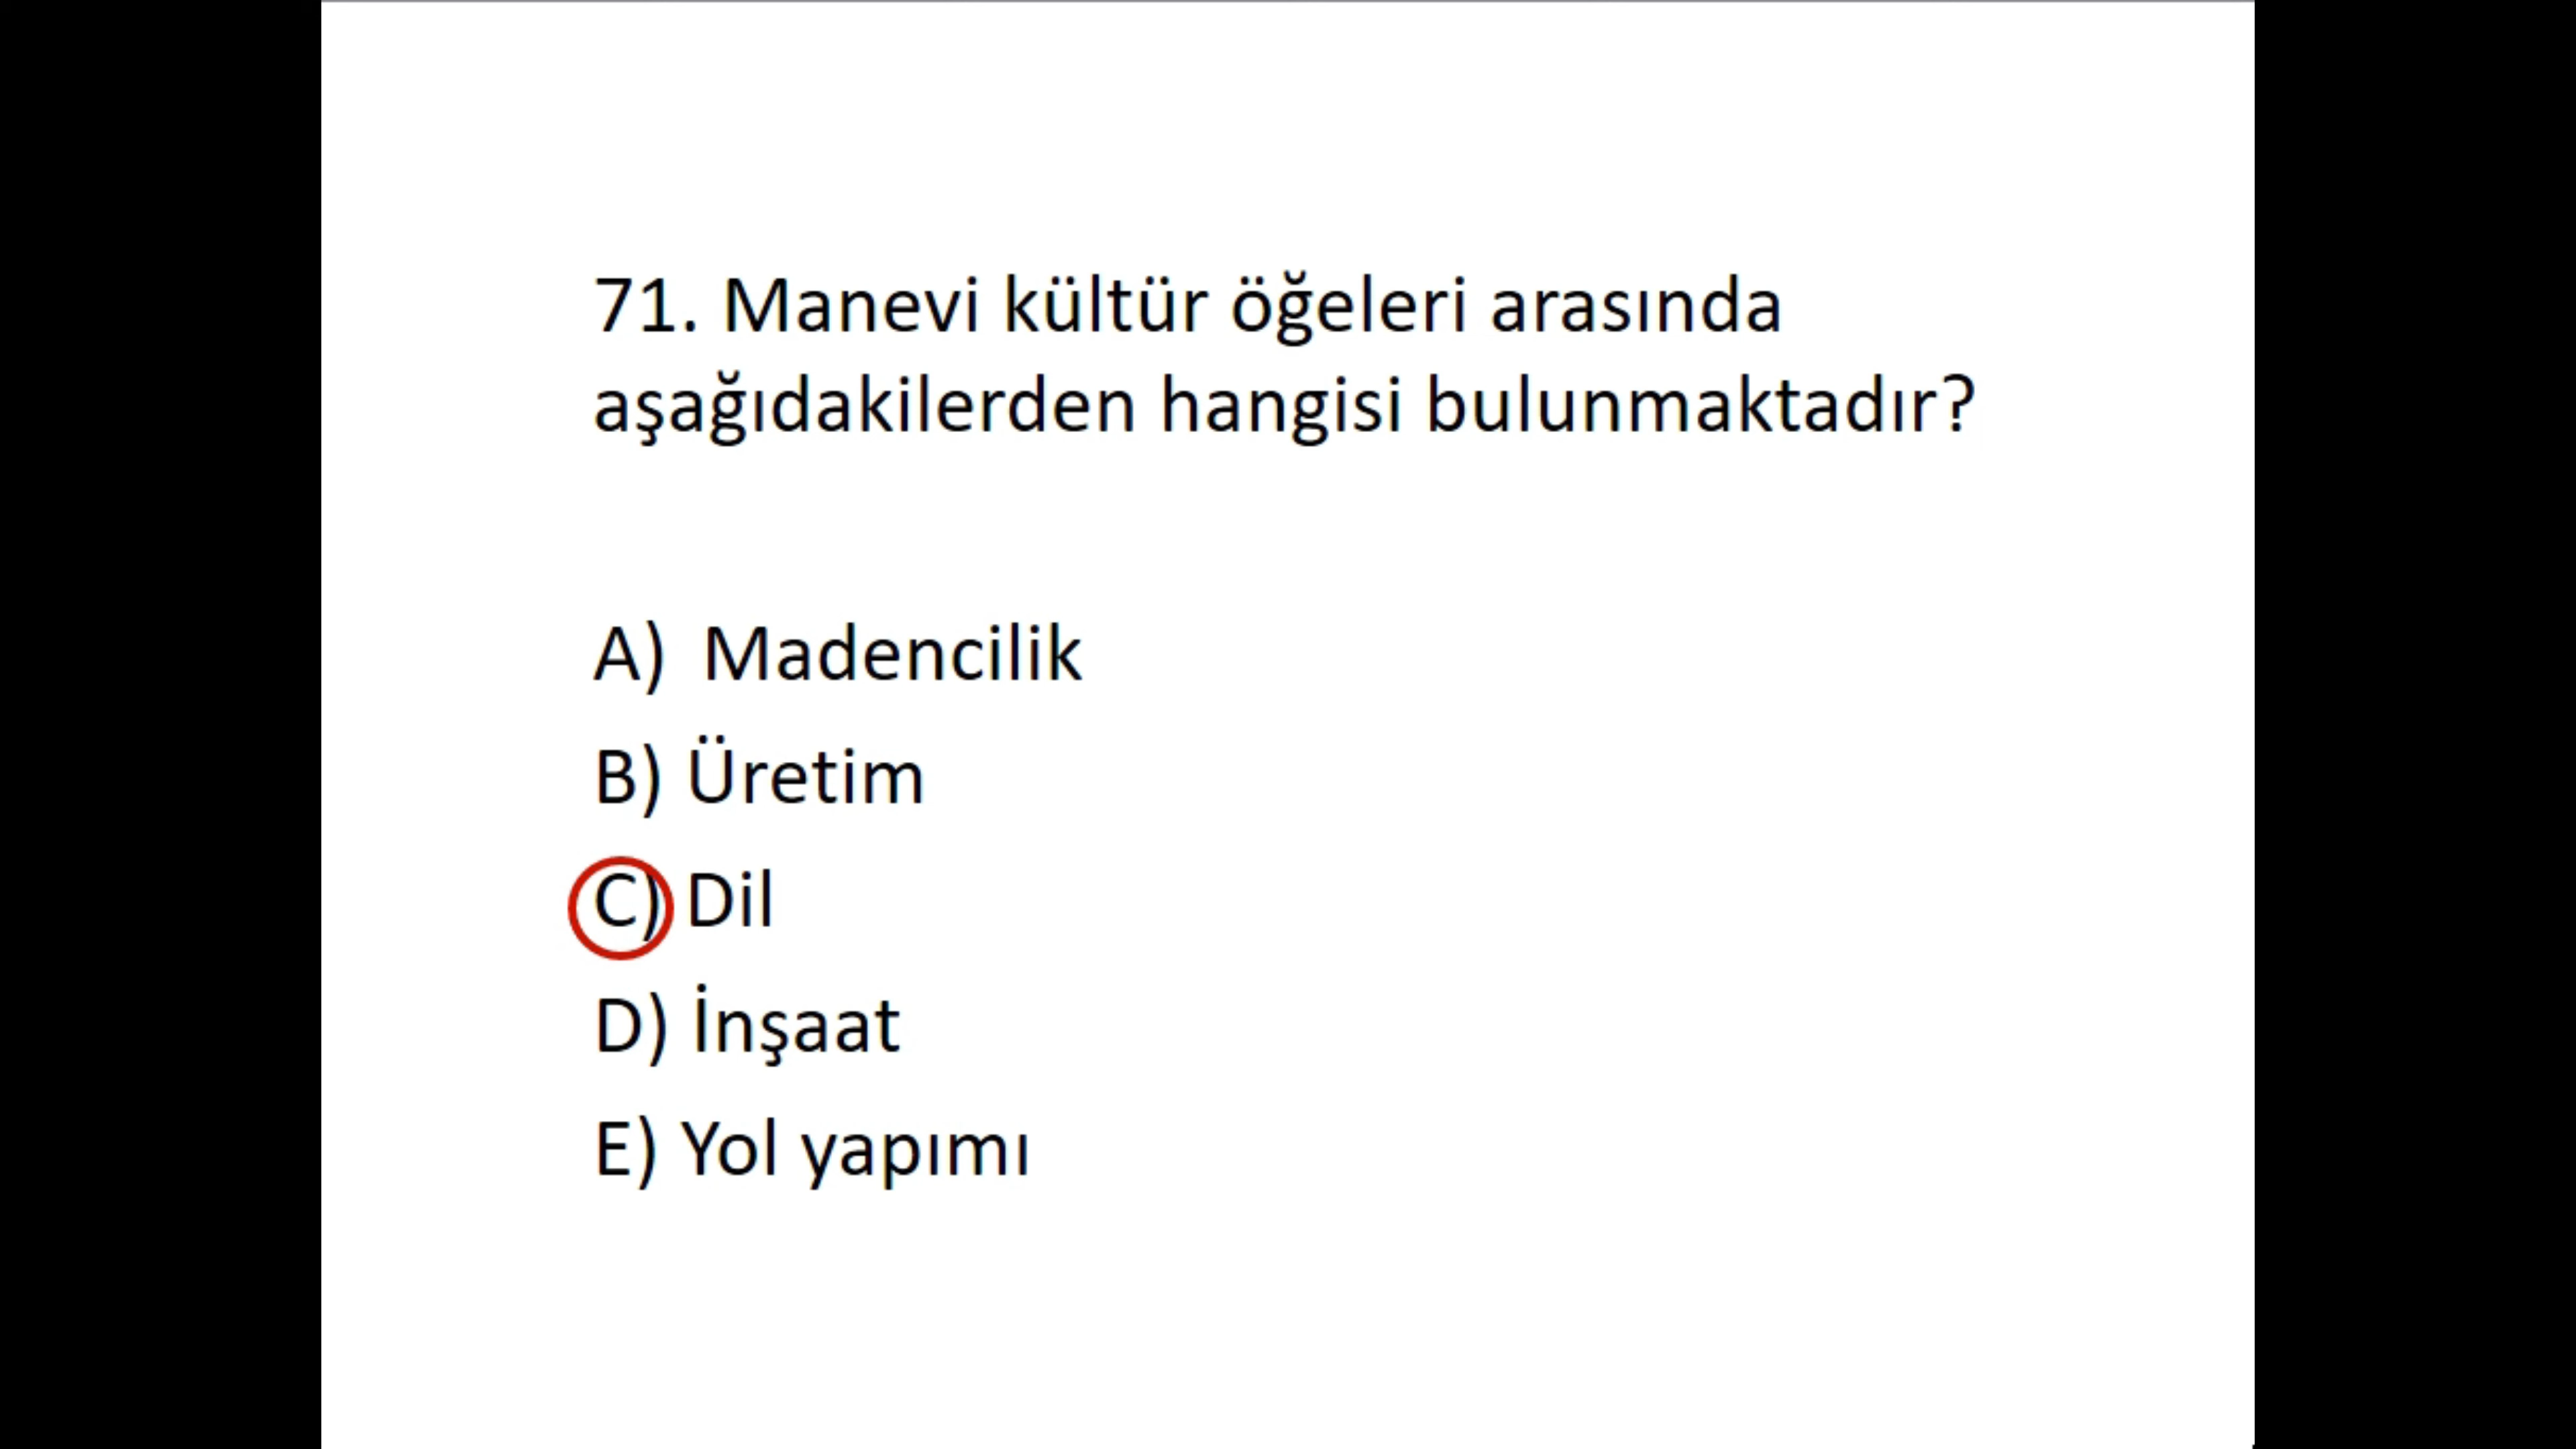 71. Manevi kültür öğeleri arasında
aşağıdakilerden hangisi bulunmaktadır?
A) Madencilik
B) Üretim
C) Dil
D) İnşaat
E) Yol yapımı